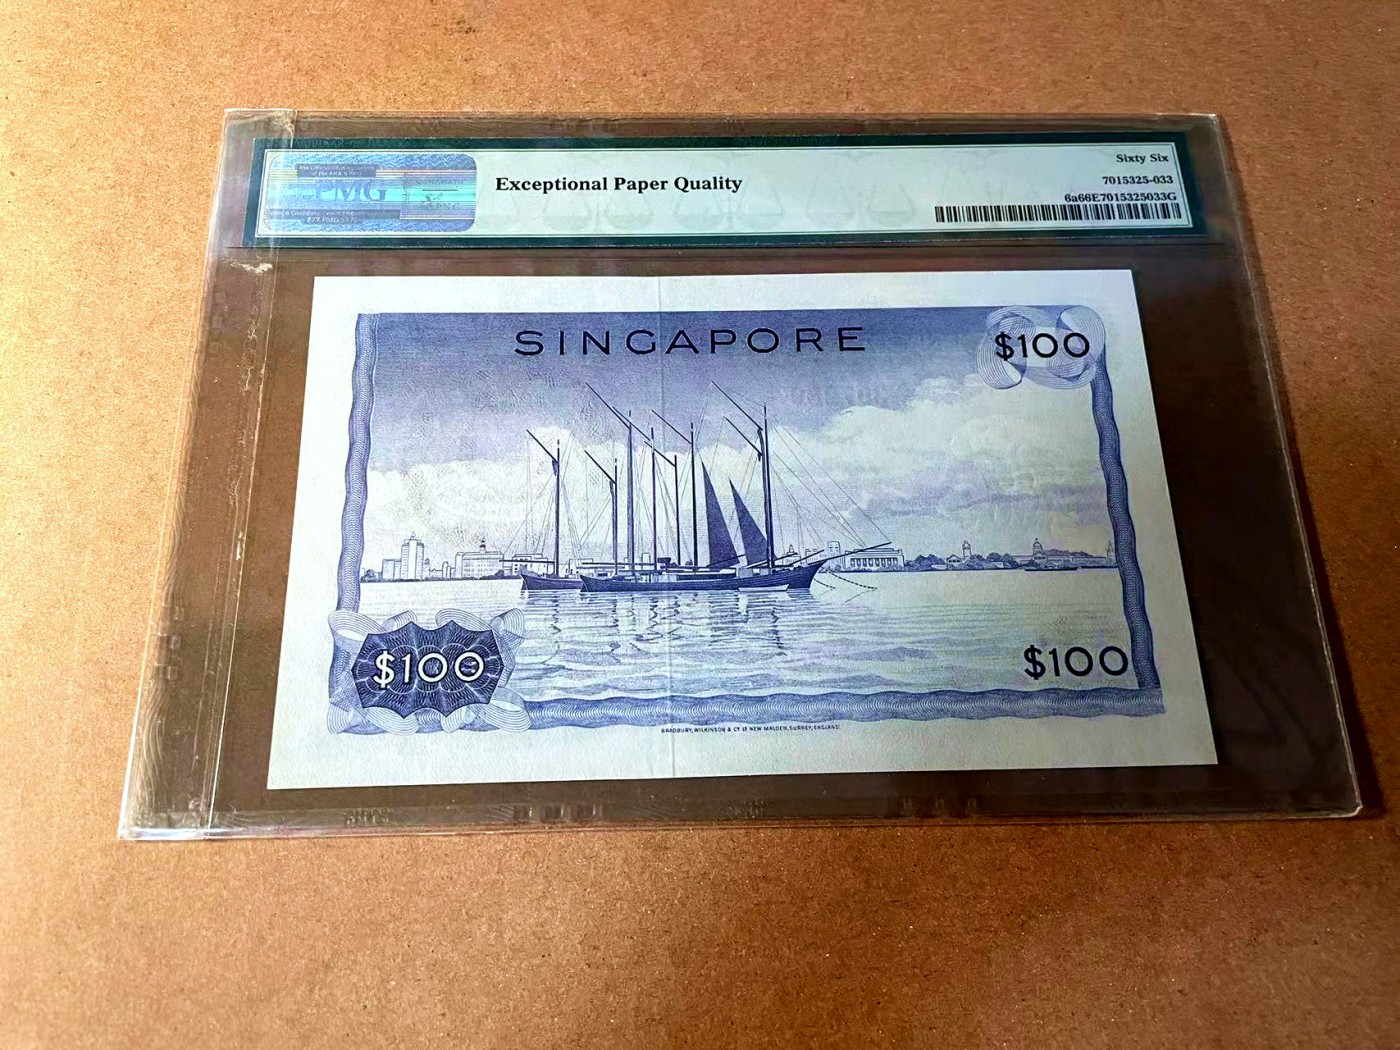 PMG
Exceptional Paper Quality
Sixty Six
7015325-033
6a66E7015325033G
SINGAPORE
$100
$100
$100
BRADBURY, WILKINSON & Cº Lᴰ NEW MALDEN, SURREY, ENGLAND.